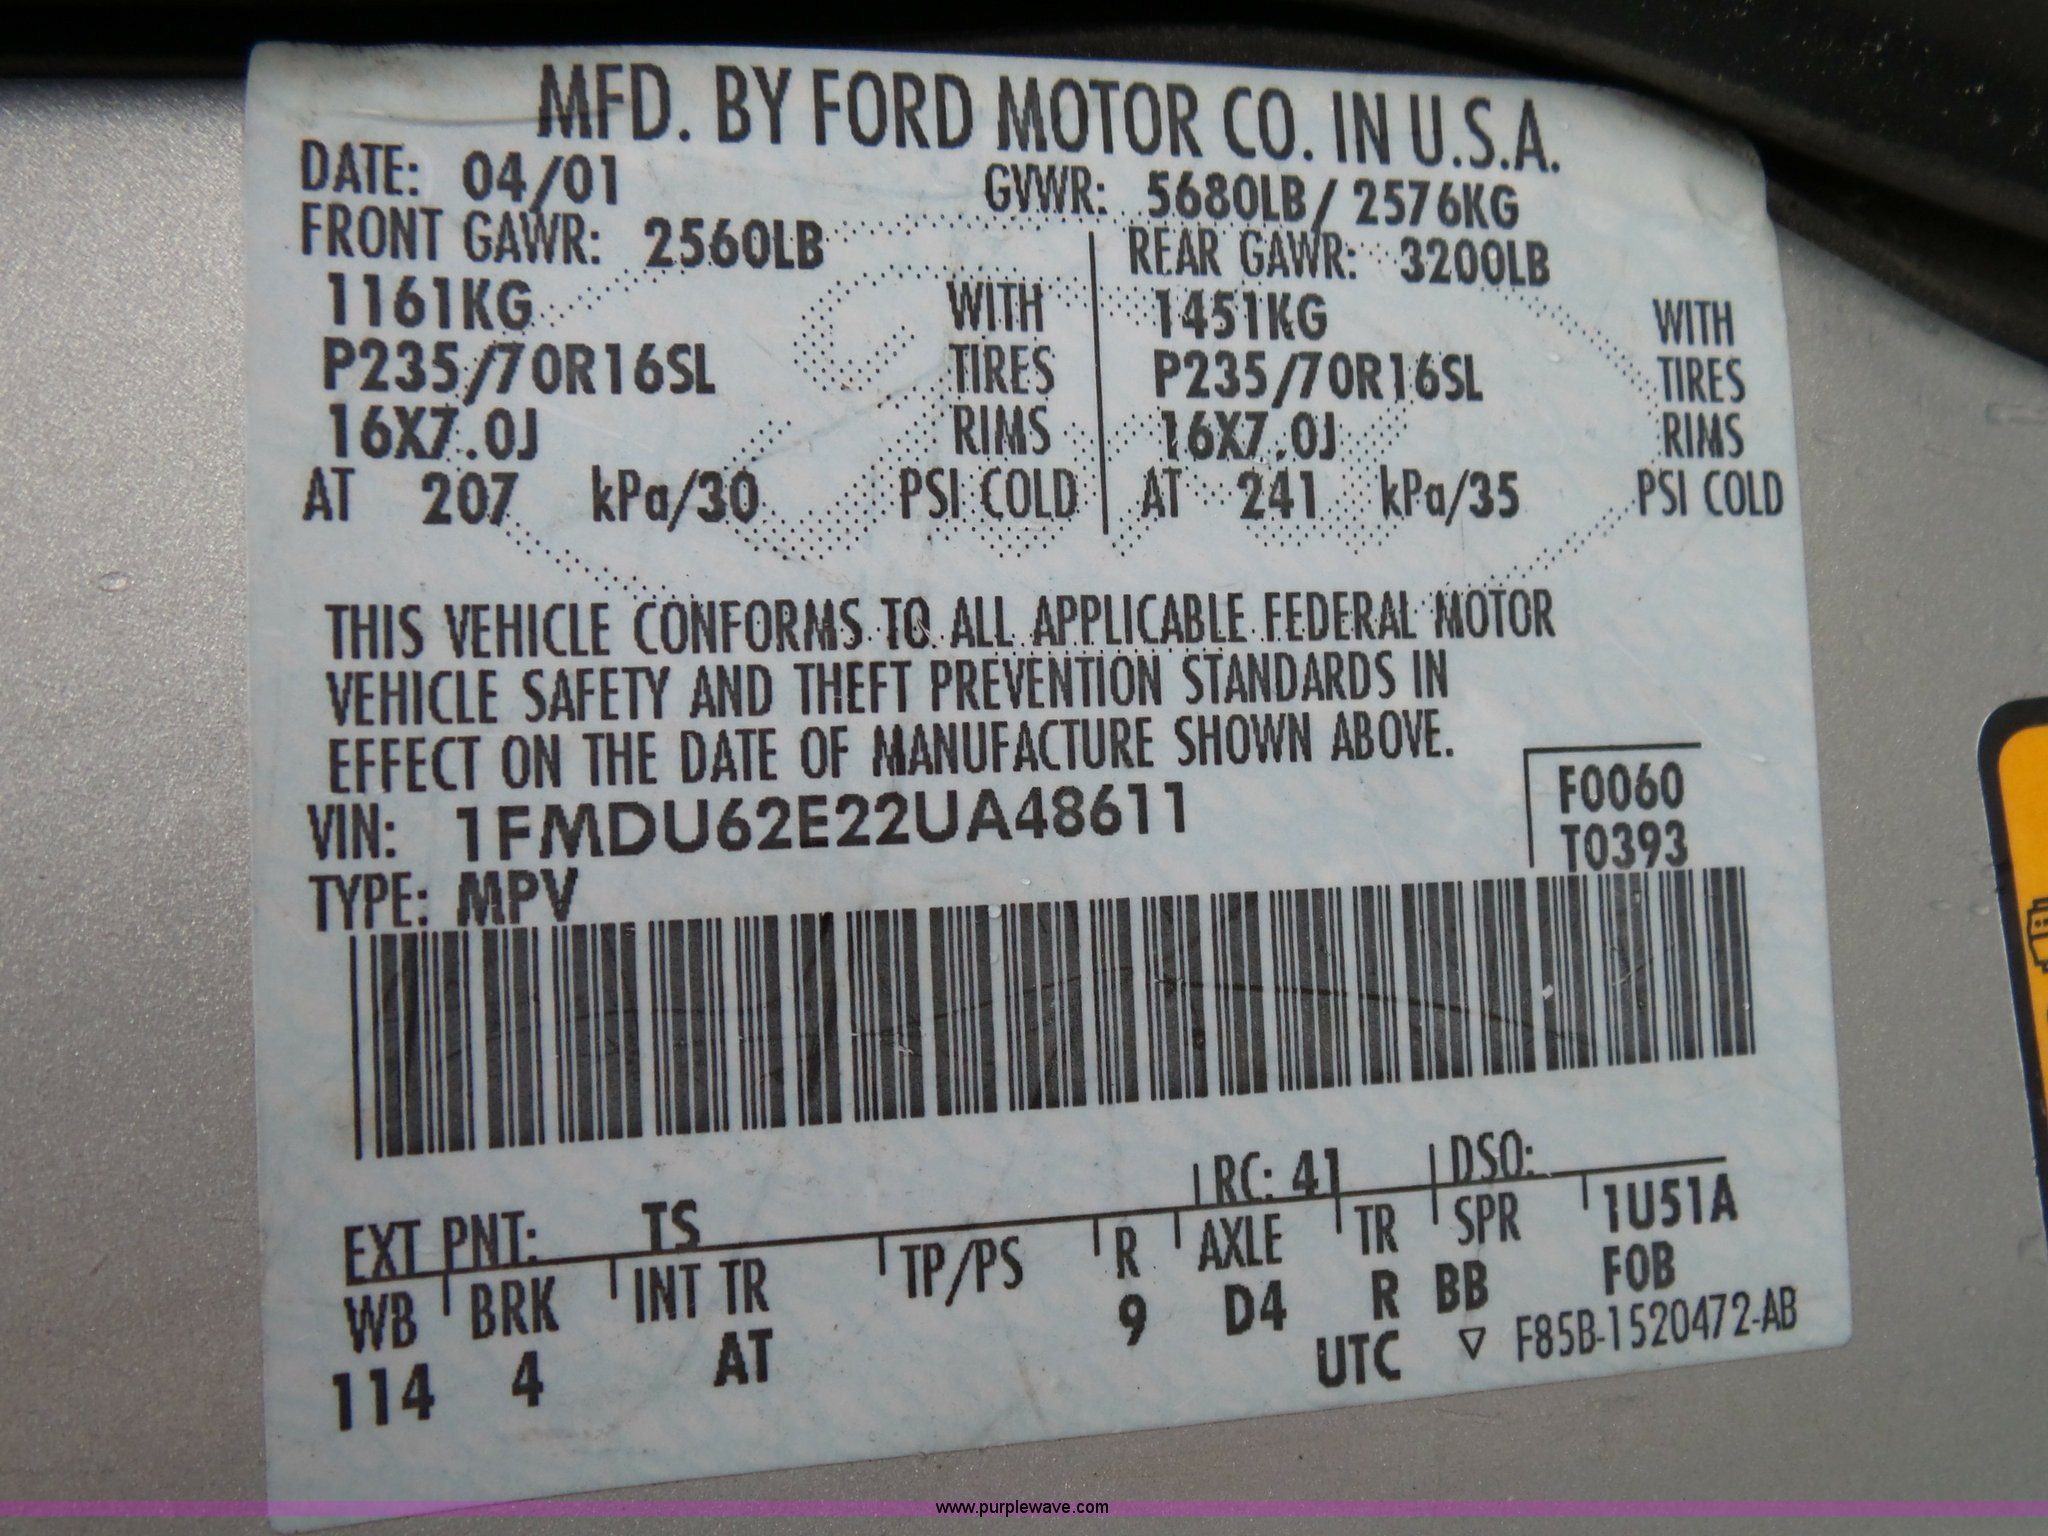 MFD. BY FORD MOTOR CO. IN U.S.A.
DATE: 04/01 GVWR: 5680LB/ 2576KG
FRONT GAWR: 2560LB REAR GAWR: 3200LB
1161KG WITH 1451KG WITH
P235/70R16SL TIRES P235/70R16SL TIRES
16X7.0J RIMS 16X7.0J RIMS
AT 207 kPa/30 PSI COLD AT 241 kPa/35 PSI COLD
THIS VEHICLE CONFORMS TO ALL APPLICABLE FEDERAL MOTOR
VEHICLE SAFETY AND THEFT PREVENTION STANDARDS IN
EFFECT ON THE DATE OF MANUFACTURE SHOWN ABOVE.
VIN: 1FMDU62E22UA48611 F0060
TYPE: MPV T0393
EXT PNT: TS RC: 41 DSO:
WB BRK INT TR TP/PS R AXLE TR SPR 1U51A
114 4 AT 9 D4 R BB FOB
UTC ▽ F85B-1520472-AB
www.purplewave.com